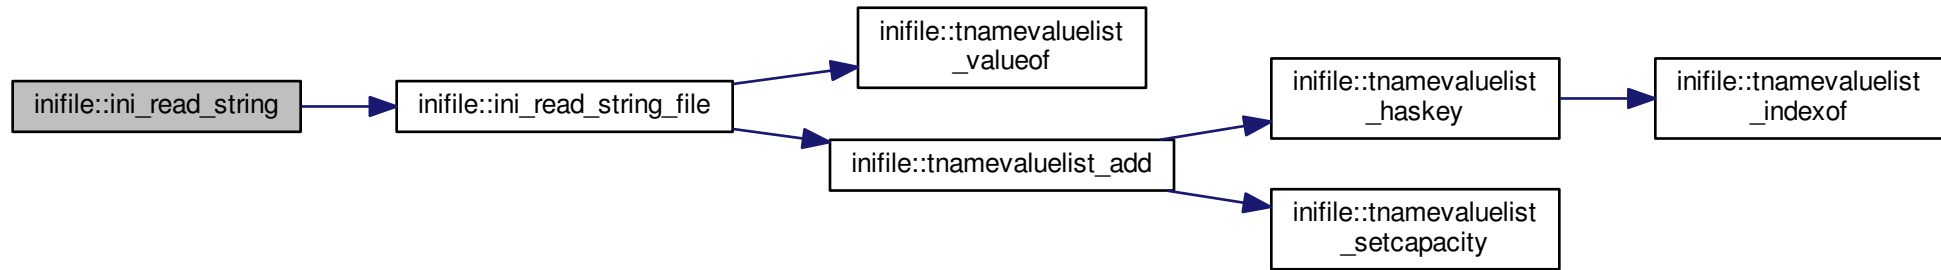 inifile::ini_read_string
inifile::ini_read_string_file
inifile::tnamevaluelist
_valueof
inifile::tnamevaluelist_add
inifile::tnamevaluelist
_haskey
inifile::tnamevaluelist
_setcapacity
inifile::tnamevaluelist
_indexof